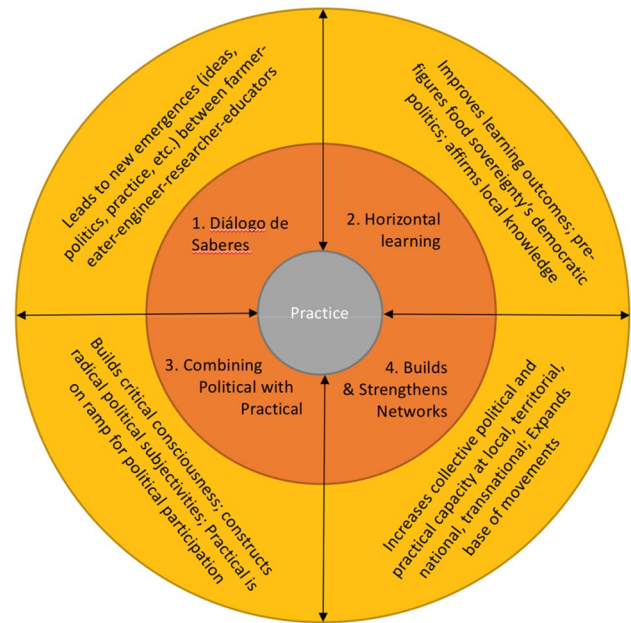 Leads to new emergences (ideas,
politics, practice, etc.) between farmer-
eater-engineer-researcher-educators
Improves learning outcomes; pre-
figures food sovereignty's democratic
politics; affirms local knowledge
1. Diálogo de
Saberes
2. Horizontal
learning
Practice
3. Combining
Political with
Practical
4. Builds
& Strengthens
Networks
Builds critical consciousness; constructs
radical political subjectivities; Practical is
on ramp for political participation
Increases collective political and
practical capacity at local, territorial,
national, transnational; Expands
base of movements